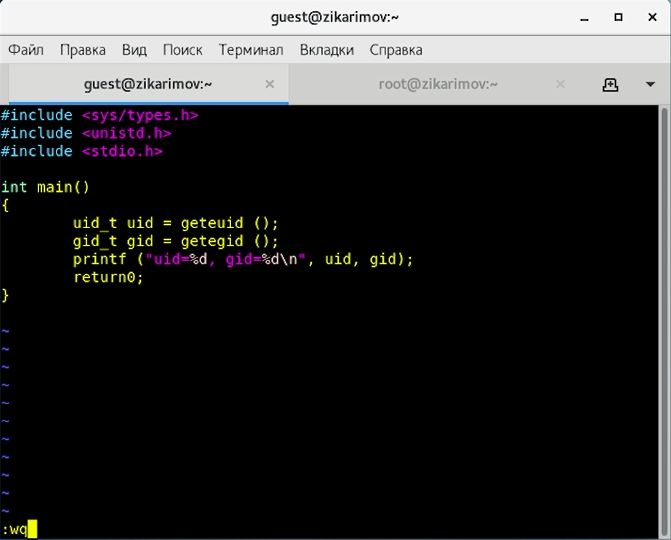 guest@zikarimov:~
Файл Правка Вид Поиск Терминал Вкладки Справка
guest@zikarimov:~ root@zikarimov:~
#include <sys/types.h>
#include <unistd.h>
#include <stdio.h>
int main()
{
uid_t uid = geteuid ();
gid_t gid = getegid ();
printf ("uid=%d, gid=%d\n", uid, gid);
return0;
}
~
~
~
~
~
~
~
~
~
~
~
:wq